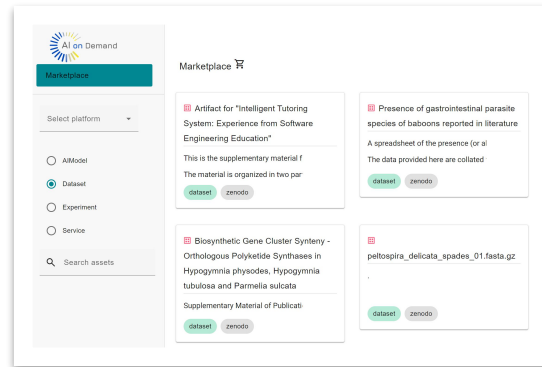 AI on Demand
Marketplace
Select platform
AIModel
Dataset
Experiment
Service
Search assets
Marketplace
Artifact for "Intelligent Tutoring
System: Experience from Software
Engineering Education"
This is the supplementary material f
The material is organized in two par
dataset zenodo
Presence of gastrointestinal parasite
species of baboons reported in literature
A spreadsheet of the presence (or al
The data provided here are collated
dataset zenodo
Biosynthetic Gene Cluster Synteny -
Orthologous Polyketide Synthases in
Hypogymnia physodes, Hypogymnia
tubulosa and Parmelia sulcata
Supplementary Material of Publicati
dataset zenodo
peltospira_delicata_spades_01.fasta.gz
.
dataset zenodo